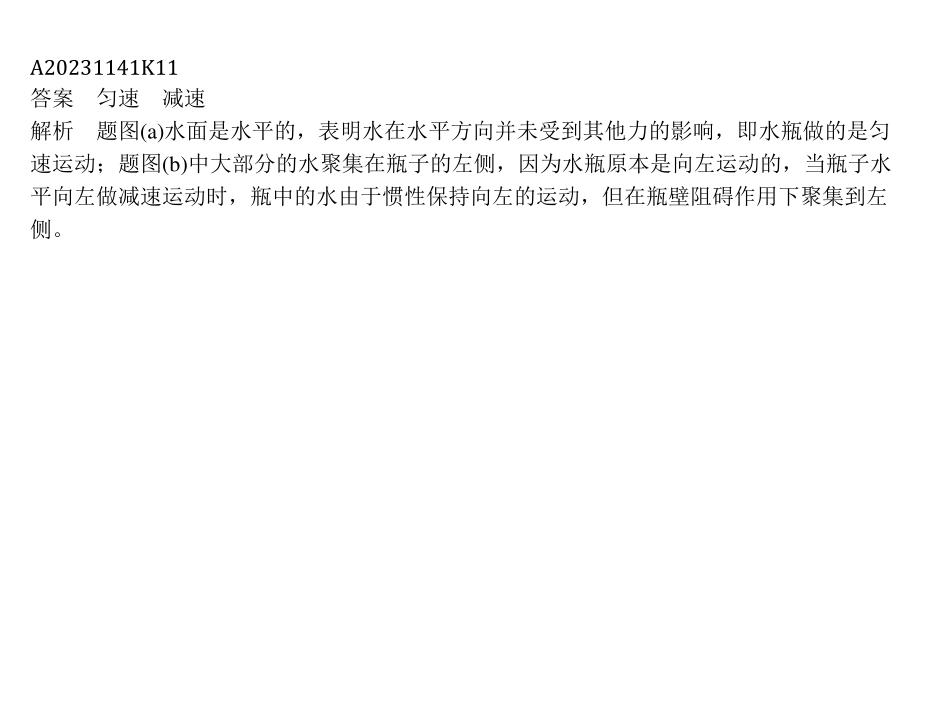 A20231141K11
答案　匀速　减速
解析　题图(a)水面是水平的，表明水在水平方向并未受到其他力的影响，即水瓶做的是匀
速运动；题图(b)中大部分的水聚集在瓶子的左侧，因为水瓶原本是向左运动的，当瓶子水
平向左做减速运动时，瓶中的水由于惯性保持向左的运动，但在瓶壁阻碍作用下聚集到左
侧。